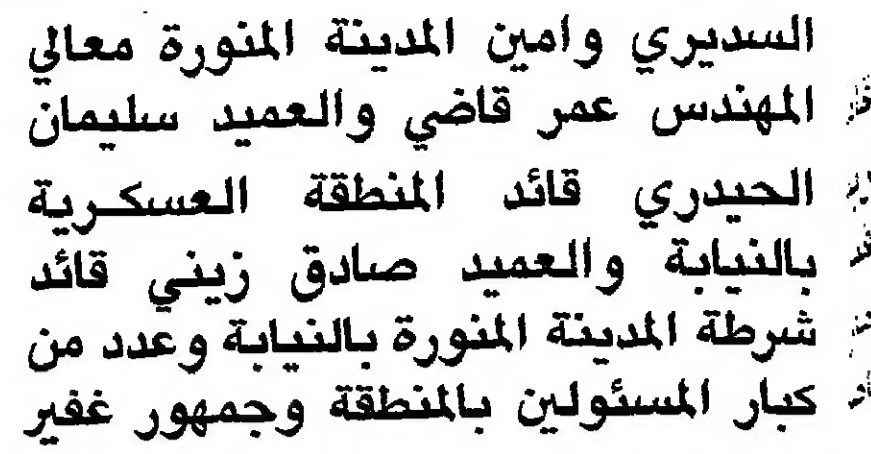 السديري وامين المدينة المنورة معالي
المهندس عمر قاضي والعميد سليمان
الحيدري قائد المنطقة العسكرية
بالنيابة والعميد صادق زيني قائد
شرطة المدينة المنورة بالنيابة وعدد من
كبار المسئولين بالمنطقة وجمهور غفير